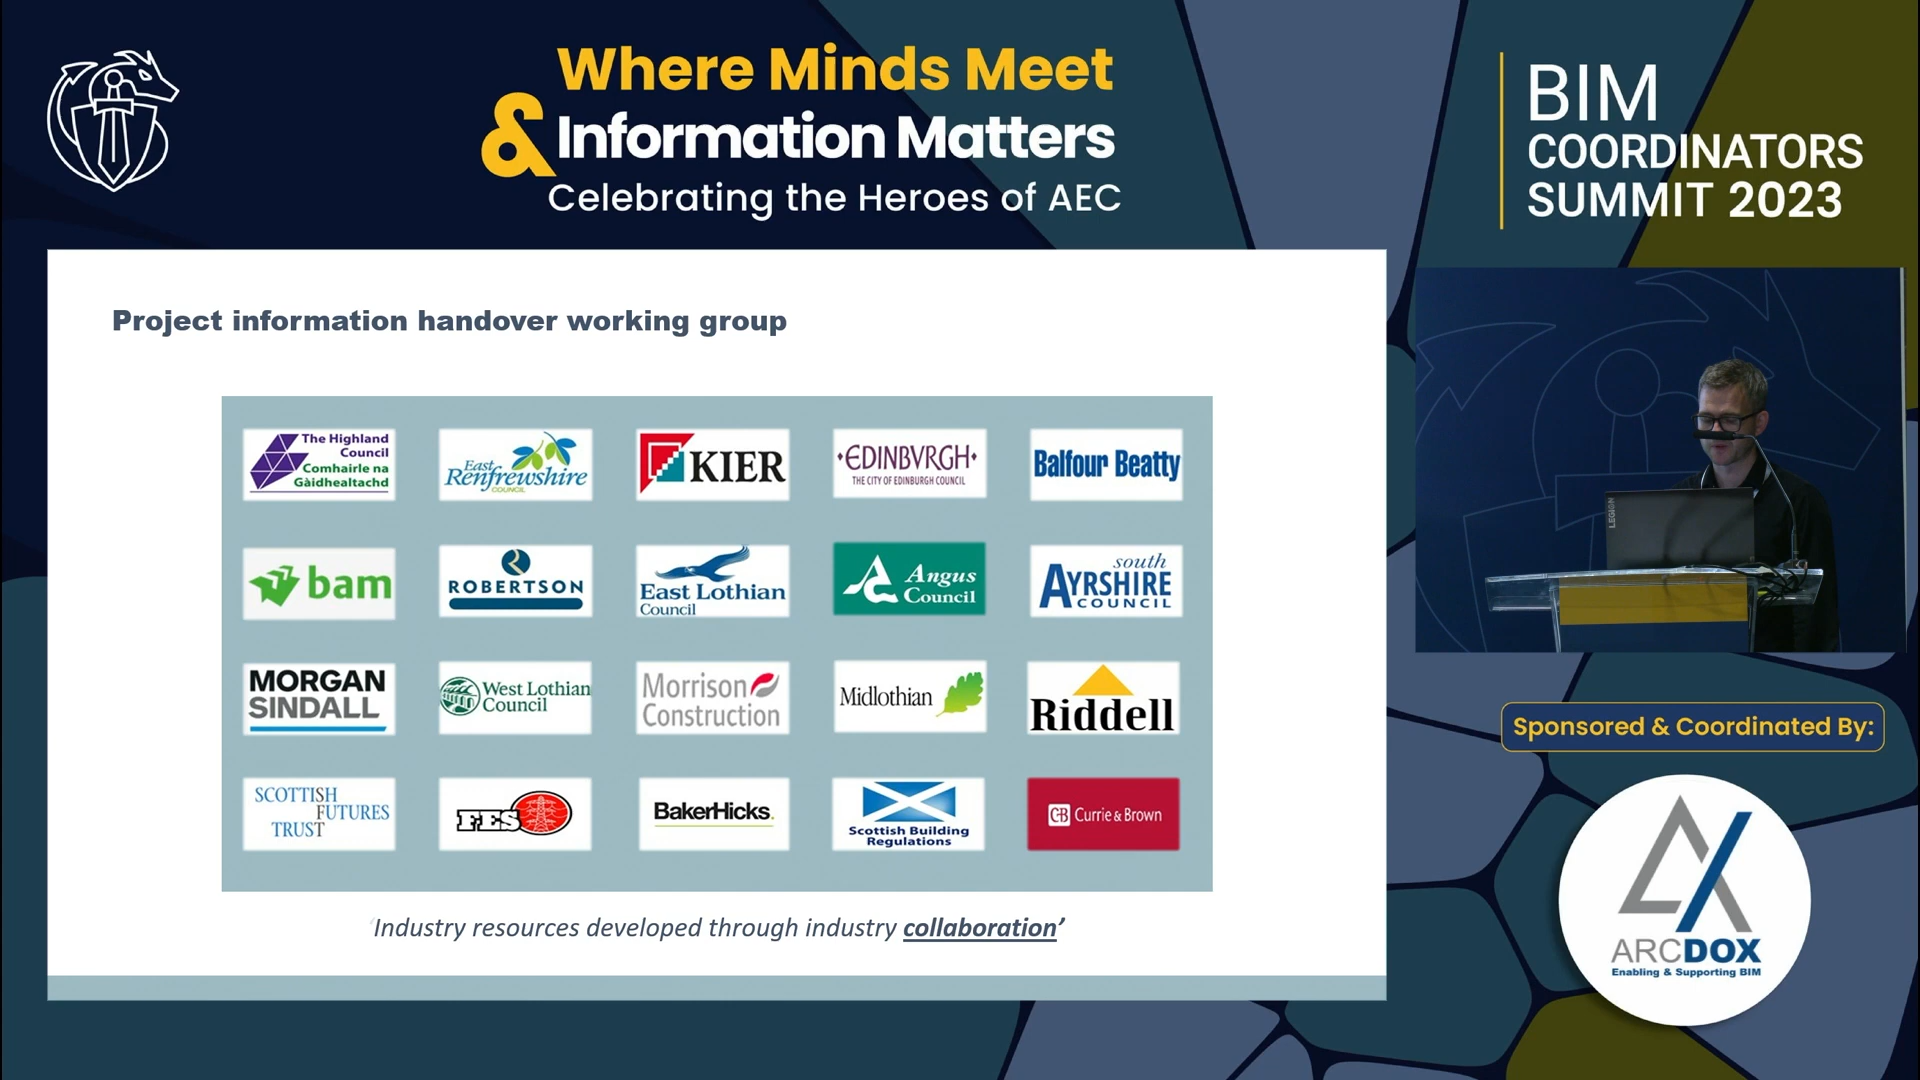 Where Minds Meet
& Information Matters
Celebrating the Heroes of AEC
BIM
COORDINATORS
SUMMIT 2023
Project information handover working group
The Highland
Council
Comhairle na
Gàidhealtachd
East
Renfrewshire
COUNCIL
KIER
EDINBVRGH
THE CITY OF EDINBURGH COUNCIL
Balfour Beatty
bam
ROBERTSON
East Lothian
Council
Angus
Council
south
AYRSHIRE
COUNCIL
MORGAN
SINDALL
West Lothian
Council
Morrison
Construction
Midlothian
Riddell
SCOTTISH
FUTURES
TRUST
FES
BakerHicks.
Scottish Building
Regulations
CB Currie & Brown
‘Industry resources developed through industry collaboration’
LEGION
Sponsored & Coordinated By:
ARCDOX
Enabling & Supporting BIM